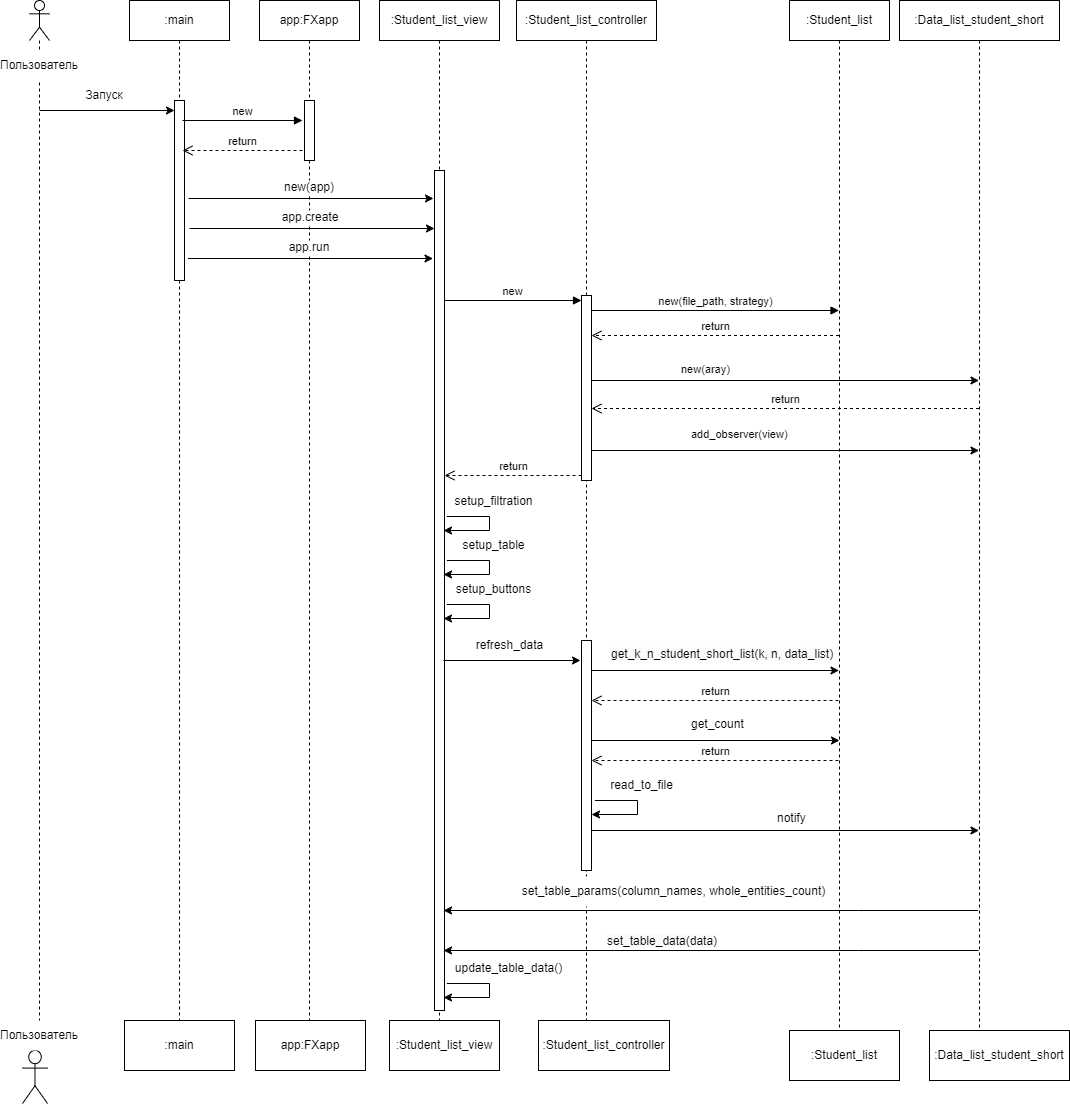 :main
app:FXapp
:Student_list_view
:Student_list_controller
:Student_list
:Data_list_student_short
Пользователь
Запуск
new
return
new(app)
app.create
app.run
new
new(file_path, strategy)
return
new(aray)
return
add_observer(view)
return
setup_filtration
setup_table
setup_buttons
refresh_data
get_k_n_student_short_list(k, n, data_list)
return
get_count
return
read_to_file
notify
set_table_params(column_names, whole_entities_count)
set_table_data(data)
update_table_data()
Пользователь
:main
app:FXapp
:Student_list_view
:Student_list_controller
:Student_list
:Data_list_student_short